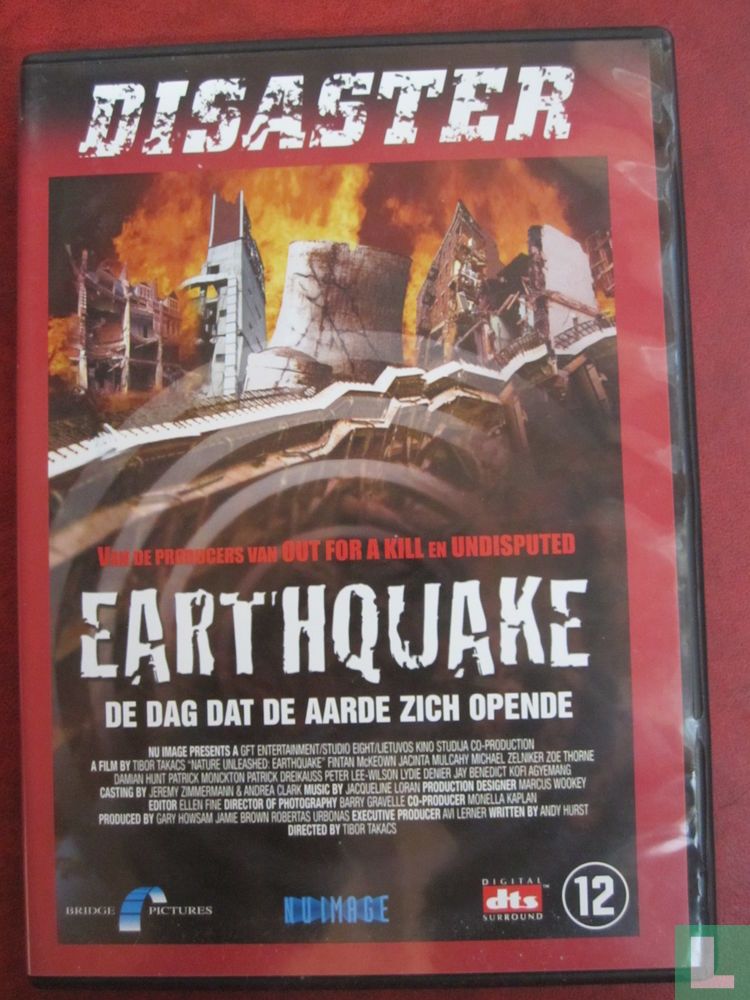 DISASTER
VAN DE PRODUCERS VAN OUT FOR A KILL EN UNDISPUTED
EARTHQUAKE
DE DAG DAT DE AARDE ZICH OPENDE
NU IMAGE PRESENTS A GFT ENTERTAINMENT/STUDIO EIGHT/LIETUVOS KINO STUDIJA CO-PRODUCTION
A FILM BY TIBOR TAKACS "NATURE UNLEASHED: EARTHQUAKE" FINTAN McKEOWN JACINTA MULCAHY MICHAEL ZELNIKER ZOE THORNE
DAMIAN HUNT PATRICK MONCKTON PATRICK DREIKAUSS PETER LEE-WILSON LYDIE DENIER JAY BENEDICT KOFI AGYEMANG
CASTING BY JEREMY ZIMMERMANN & ANDREA CLARK MUSIC BY JACQUELINE LORAN PRODUCTION DESIGNER MARCUS WOOKEY
EDITOR ELLEN FINE DIRECTOR OF PHOTOGRAPHY BARRY GRAVELLE CO-PRODUCER MONELLA KAPLAN
PRODUCED BY GARY HOWSAM JAMIE BROWN ROBERTAS URBONAS EXECUTIVE PRODUCER AVI LERNER WRITTEN BY ANDY HURST
DIRECTED BY TIBOR TAKACS
BRIDGE PICTURES
NU IMAGE
DIGITAL
dts
SURROUND
12
L